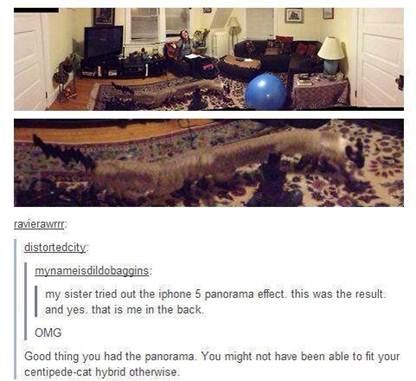 ravierawrrr:
distortedcity:
mynameisdildobaggins:
my sister tried out the iphone 5 panorama effect. this was the result.
and yes. that is me in the back.
OMG
Good thing you had the panorama. You might not have been able to fit your
centipede-cat hybrid otherwise.